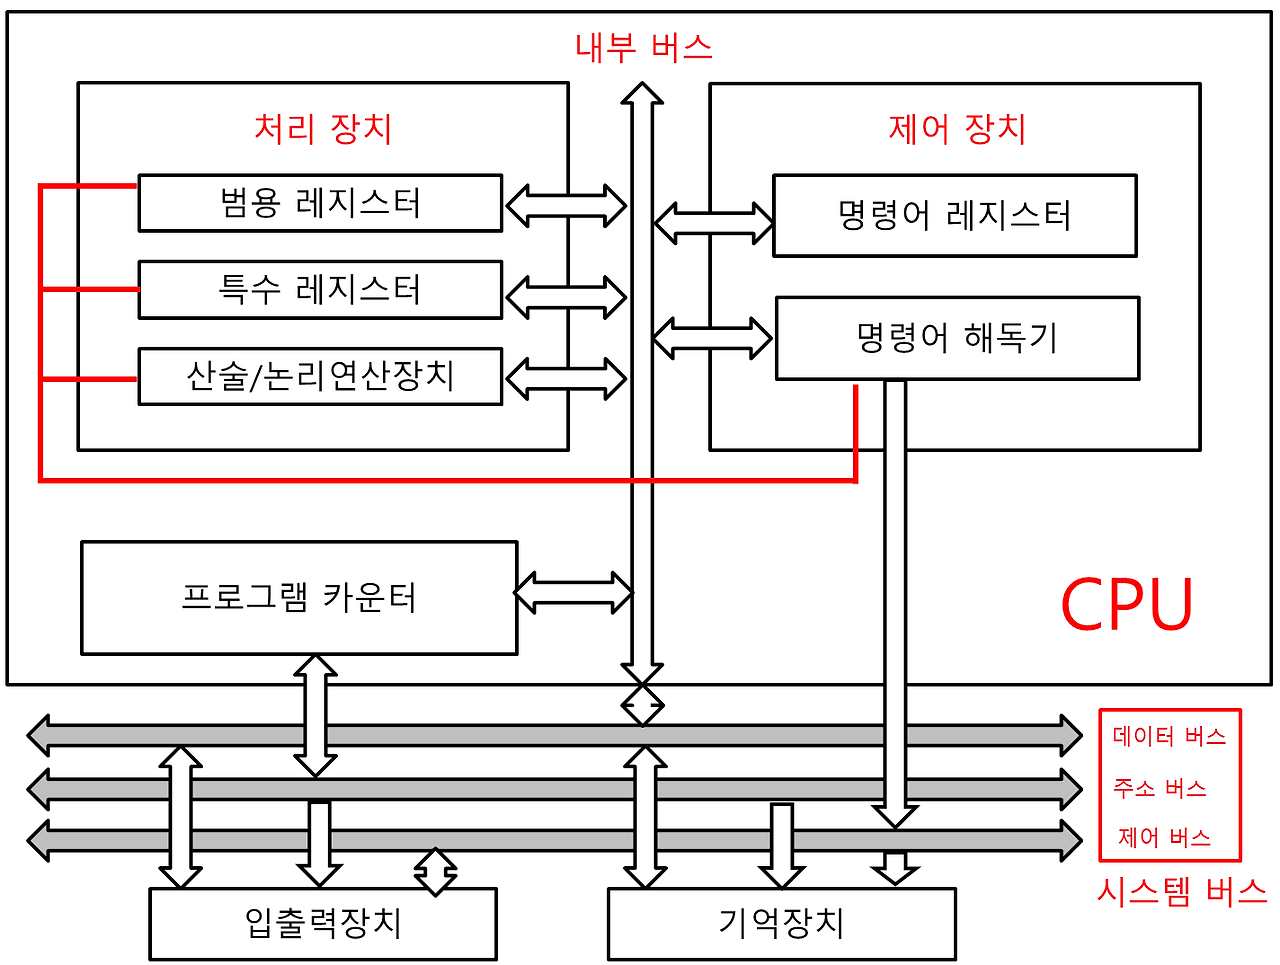 내부 버스
처리 장치
범용 레지스터
특수 레지스터
산술/논리연산장치
제어 장치
명령어 레지스터
명령어 해독기
프로그램 카운터
CPU
데이터 버스
주소 버스
제어 버스
시스템 버스
입출력장치
기억장치